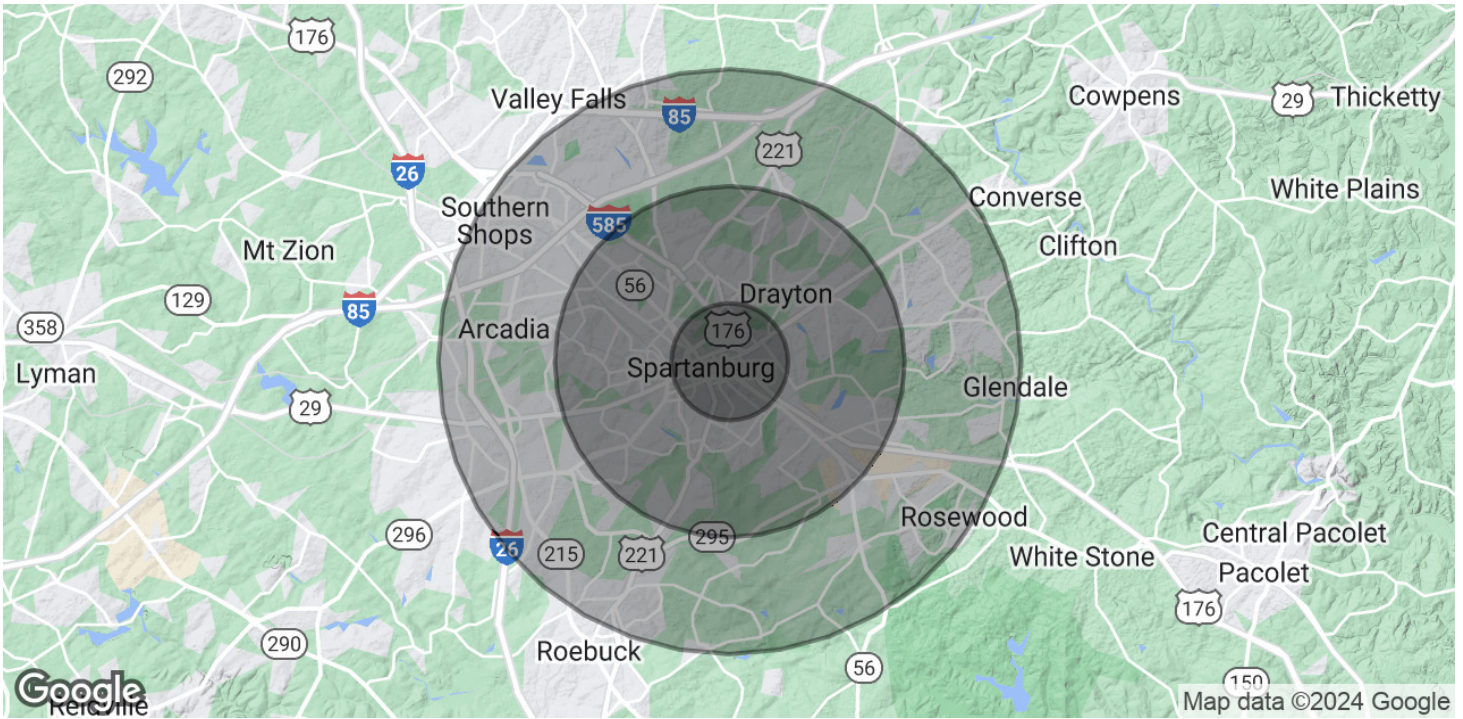 176
292
Valley Falls
85
Cowpens
29
Thicketty
221
26
Converse
White Plains
Southern
Shops
585
Mt Zion
Clifton
56
Drayton
129
85
358
Arcadia
176
Lyman
Spartanburg
Glendale
29
Rosewood
296
295
26
215
221
White Stone
Central Pacolet
Pacolet
176
290
Roebuck
56
150
Google
Reidville
Map data ©2024 Google